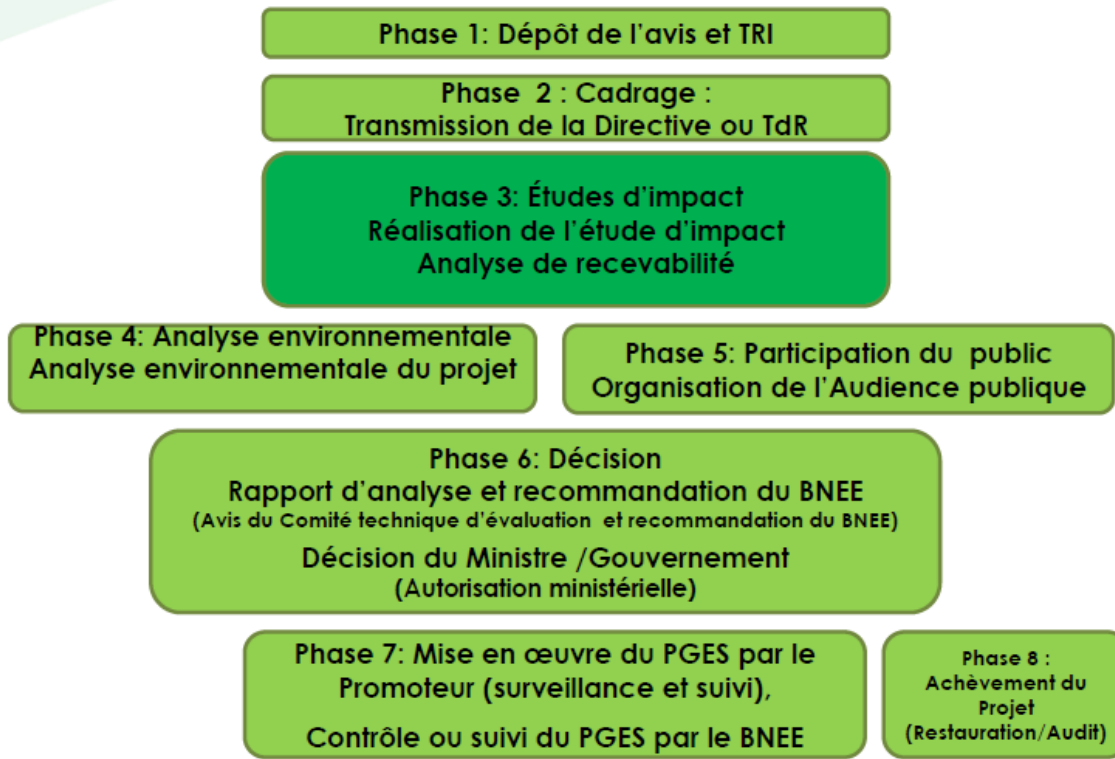 Phase 1: Dépôt de l'avis et TRI
Phase 2 : Cadrage :
Transmission de la Directive ou TdR
Phase 3: Études d'impact
Réalisation de l'étude d'impact
Analyse de recevabilité
Phase 4: Analyse environnementale
Analyse environnementale du projet
Phase 5: Participation du public
Organisation de l'Audience publique
Phase 6: Décision
Rapport d'analyse et recommandation du BNEE
(Avis du Comité technique d'évaluation et recommandation du BNEE)
Décision du Ministre /Gouvernement
(Autorisation ministérielle)
Phase 7: Mise en œuvre du PGES par le
Promoteur (surveillance et suivi),
Contrôle ou suivi du PGES par le BNEE
Phase 8 :
Achèvement du
Projet
(Restauration/Audit)